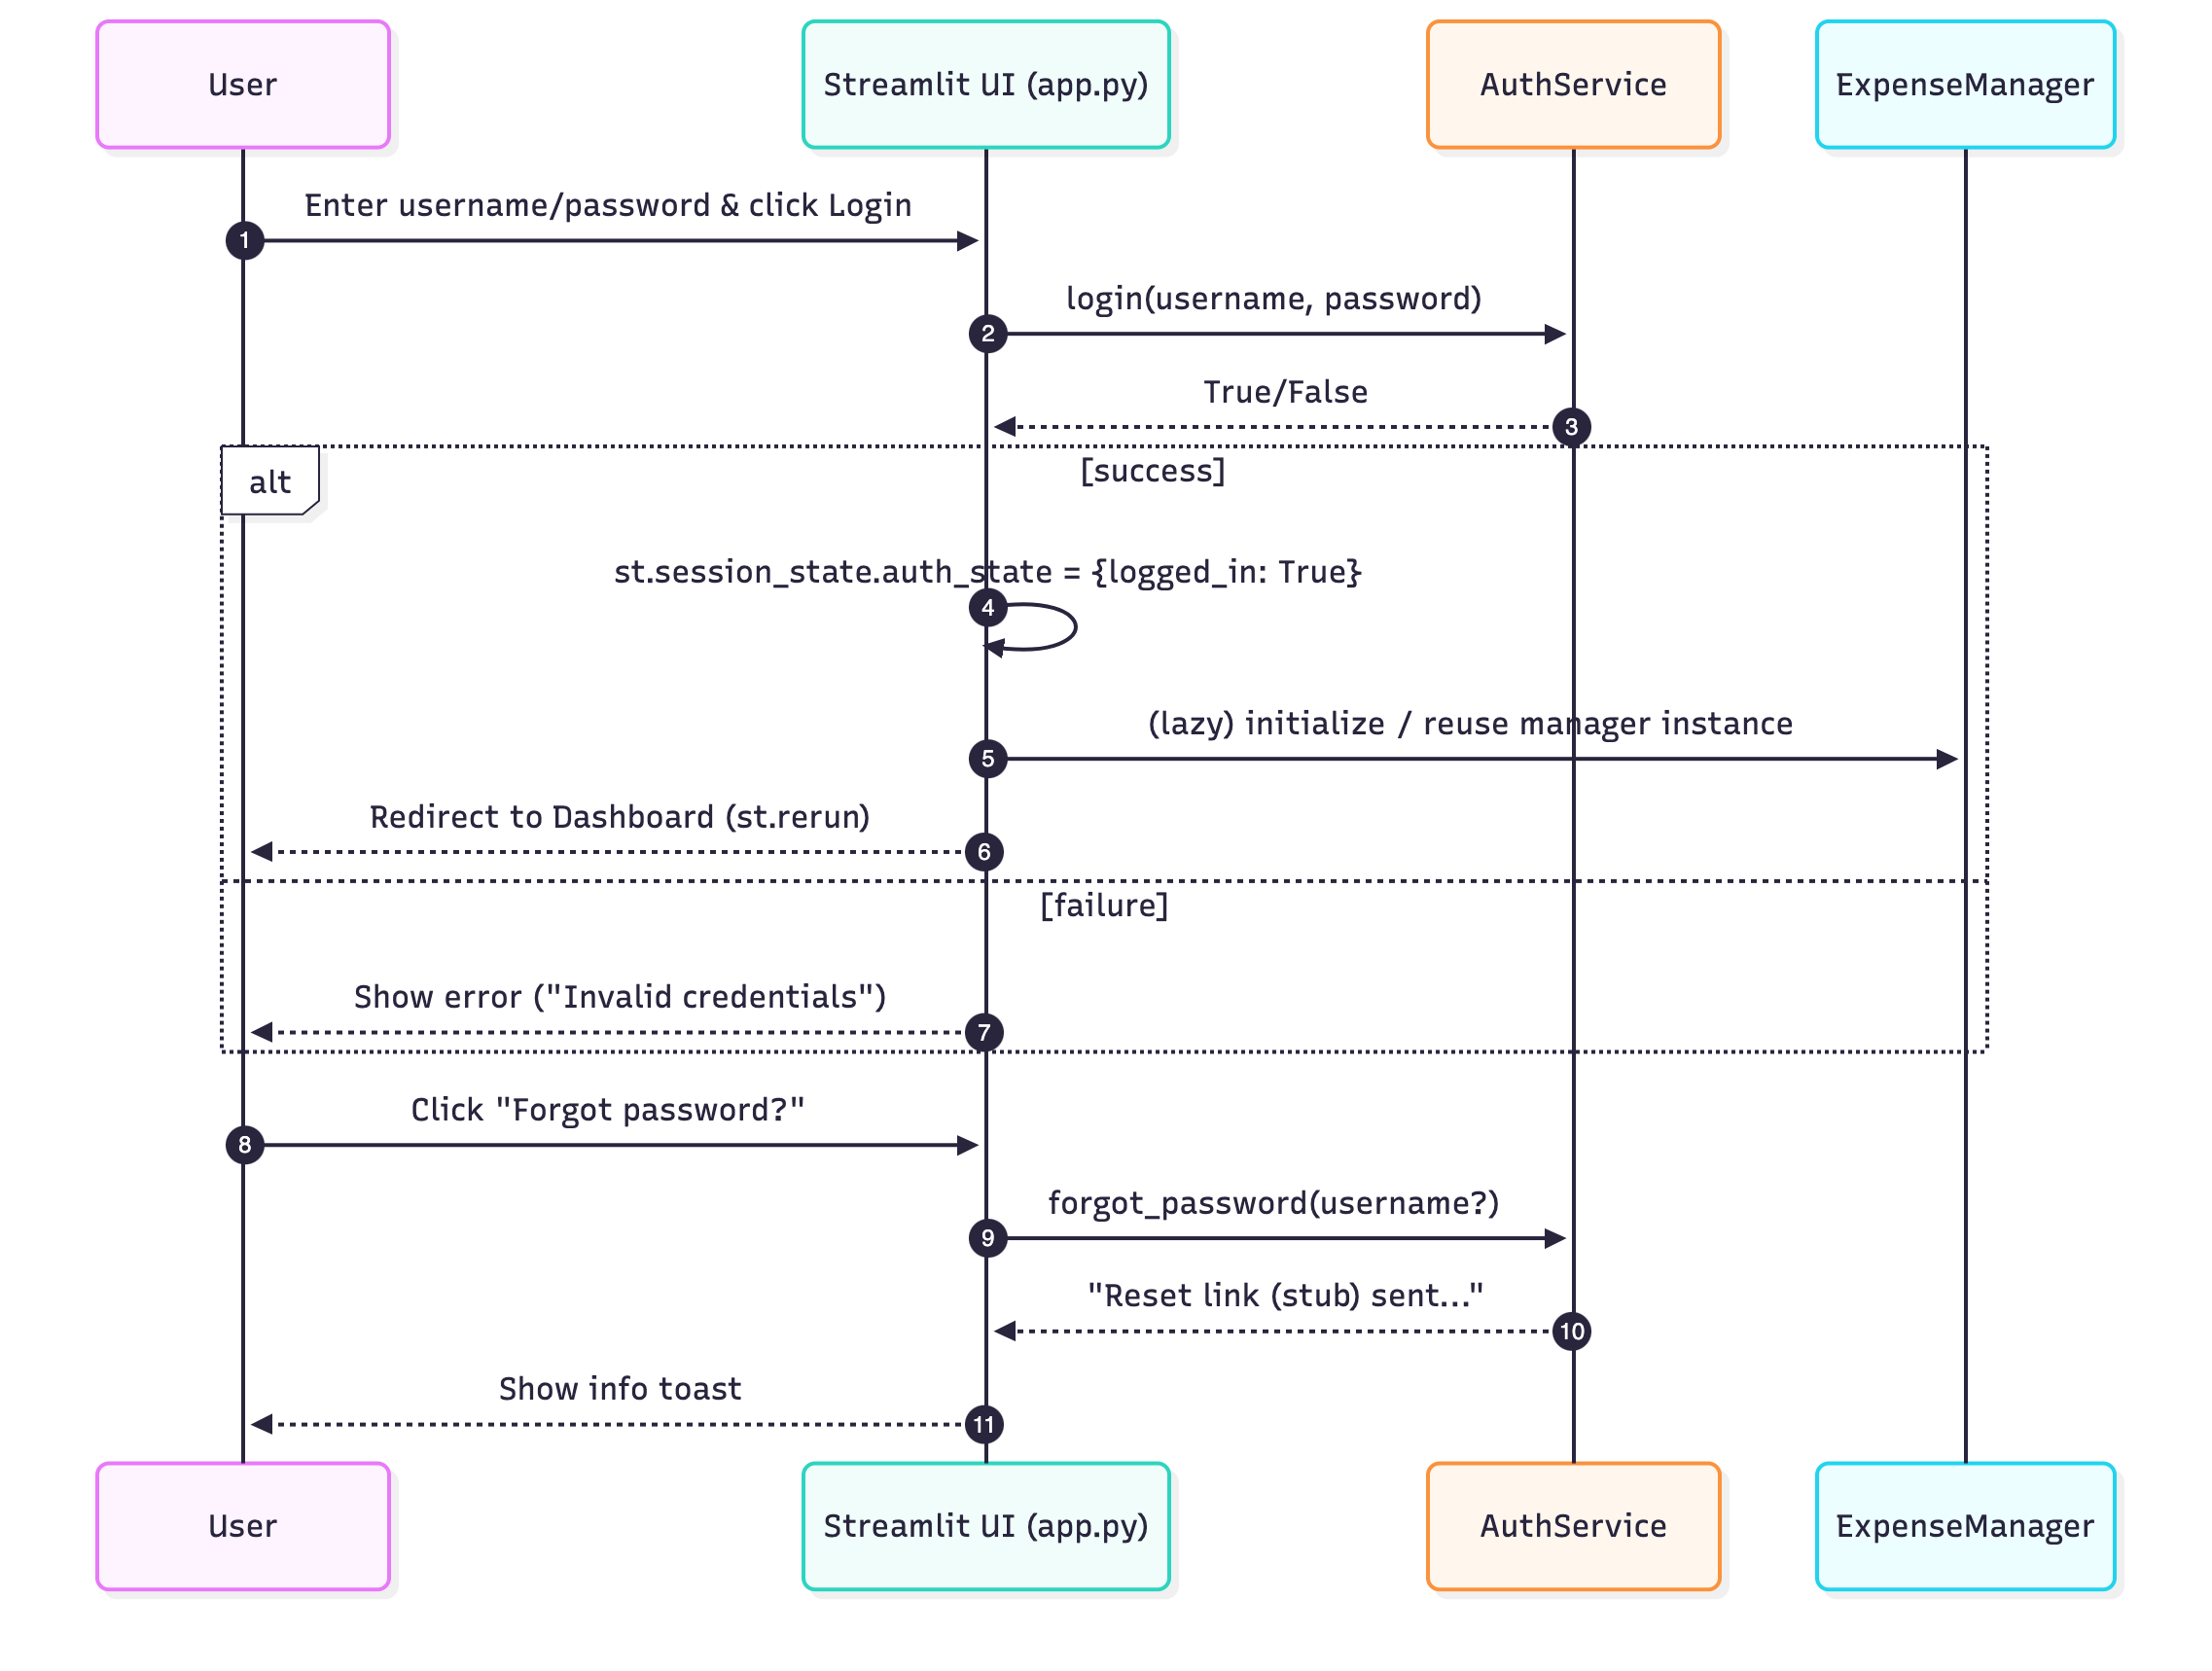 User
Streamlit UI (app.py)
AuthService
ExpenseManager
Enter username/password & click Login
1
login(username, password)
2
True/False
3
alt
[success]
st.session_state.auth_state = {logged_in: True}
4
(lazy) initialize / reuse manager instance
5
Redirect to Dashboard (st.rerun)
6
[failure]
Show error ("Invalid credentials")
7
Click "Forgot password?"
8
forgot_password(username?)
9
"Reset link (stub) sent..."
10
Show info toast
11
User
Streamlit UI (app.py)
AuthService
ExpenseManager